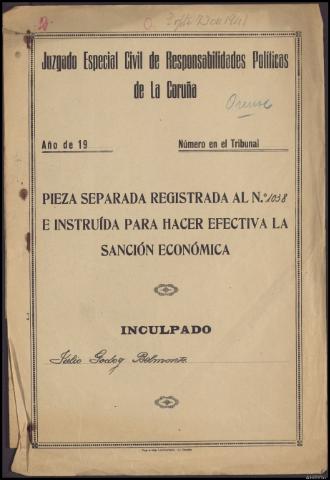 Juzgado Especial Civil de Responsabilidades Políticas
de La Coruña
Orense
Año de 19
Número en el Tribunal
PIEZA SEPARADA REGISTRADA AL N.º 1038
E INSTRUÍDA PARA HACER EFECTIVA LA
SANCIÓN ECONÓMICA
INCULPADO
Julio Godoy Belmonte